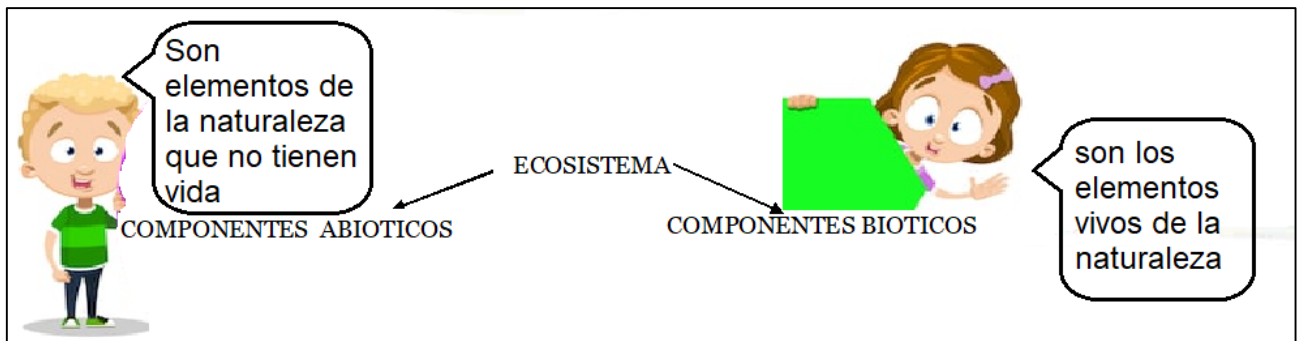 Son
elementos de
la naturaleza
que no tienen
vida
ECOSISTEMA
COMPONENTES ABIOTICOS
COMPONENTES BIOTICOS
son los
elementos
vivos de la
naturaleza